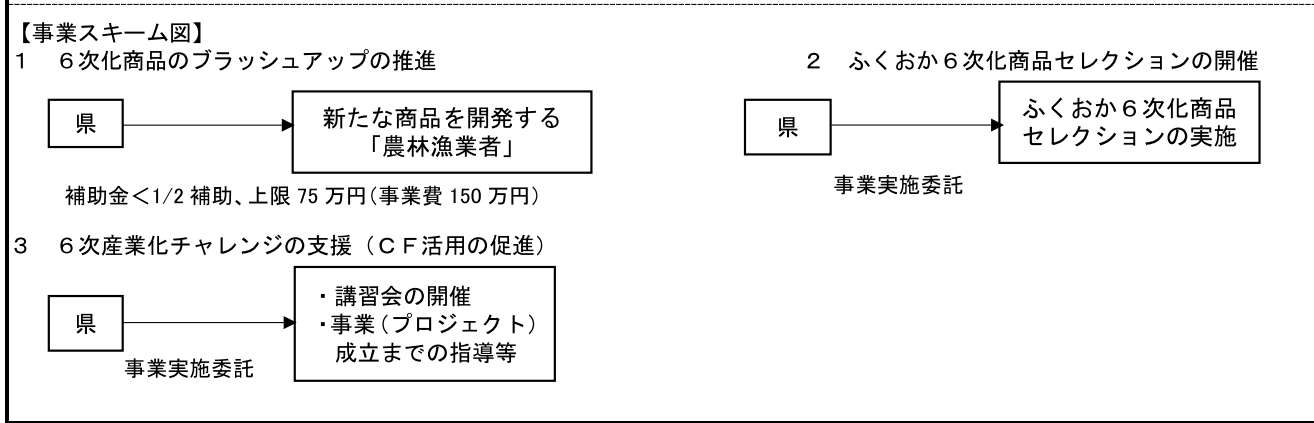 【事業スキーム図】
1　６次化商品のブラッシュアップの推進
県
新たな商品を開発する
「農林漁業者」
補助金＜1/2 補助、上限 75 万円（事業費 150 万円）
2　ふくおか６次化商品セレクションの開催
県
ふくおか６次化商品
セレクションの実施
事業実施委託
3　６次産業化チャレンジの支援（ＣＦ活用の促進）
県
・講習会の開催
・事業（プロジェクト）
成立までの指導等
事業実施委託